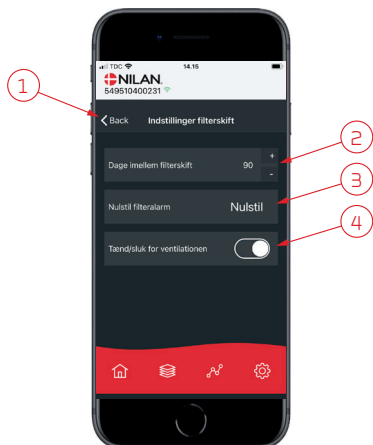 TDC 14.15
NILAN
549510400231
Back Indstillinger filterskift
Dage imellem filterskift 90 + -
Nulstil filteralarm Nulstil
Tænd/sluk for ventilationen
1
2
3
4